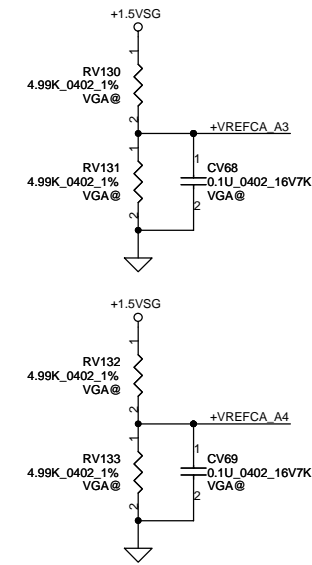 +1.5VSG
1
RV130
4.99K_0402_1%
VGA@
2
+VREFCA_A3
1
RV131
4.99K_0402_1%
VGA@
2
1
CV68
0.1U_0402_16V7K
VGA@
2
+1.5VSG
1
RV132
4.99K_0402_1%
VGA@
2
+VREFCA_A4
1
RV133
4.99K_0402_1%
VGA@
2
1
CV69
0.1U_0402_16V7K
VGA@
2